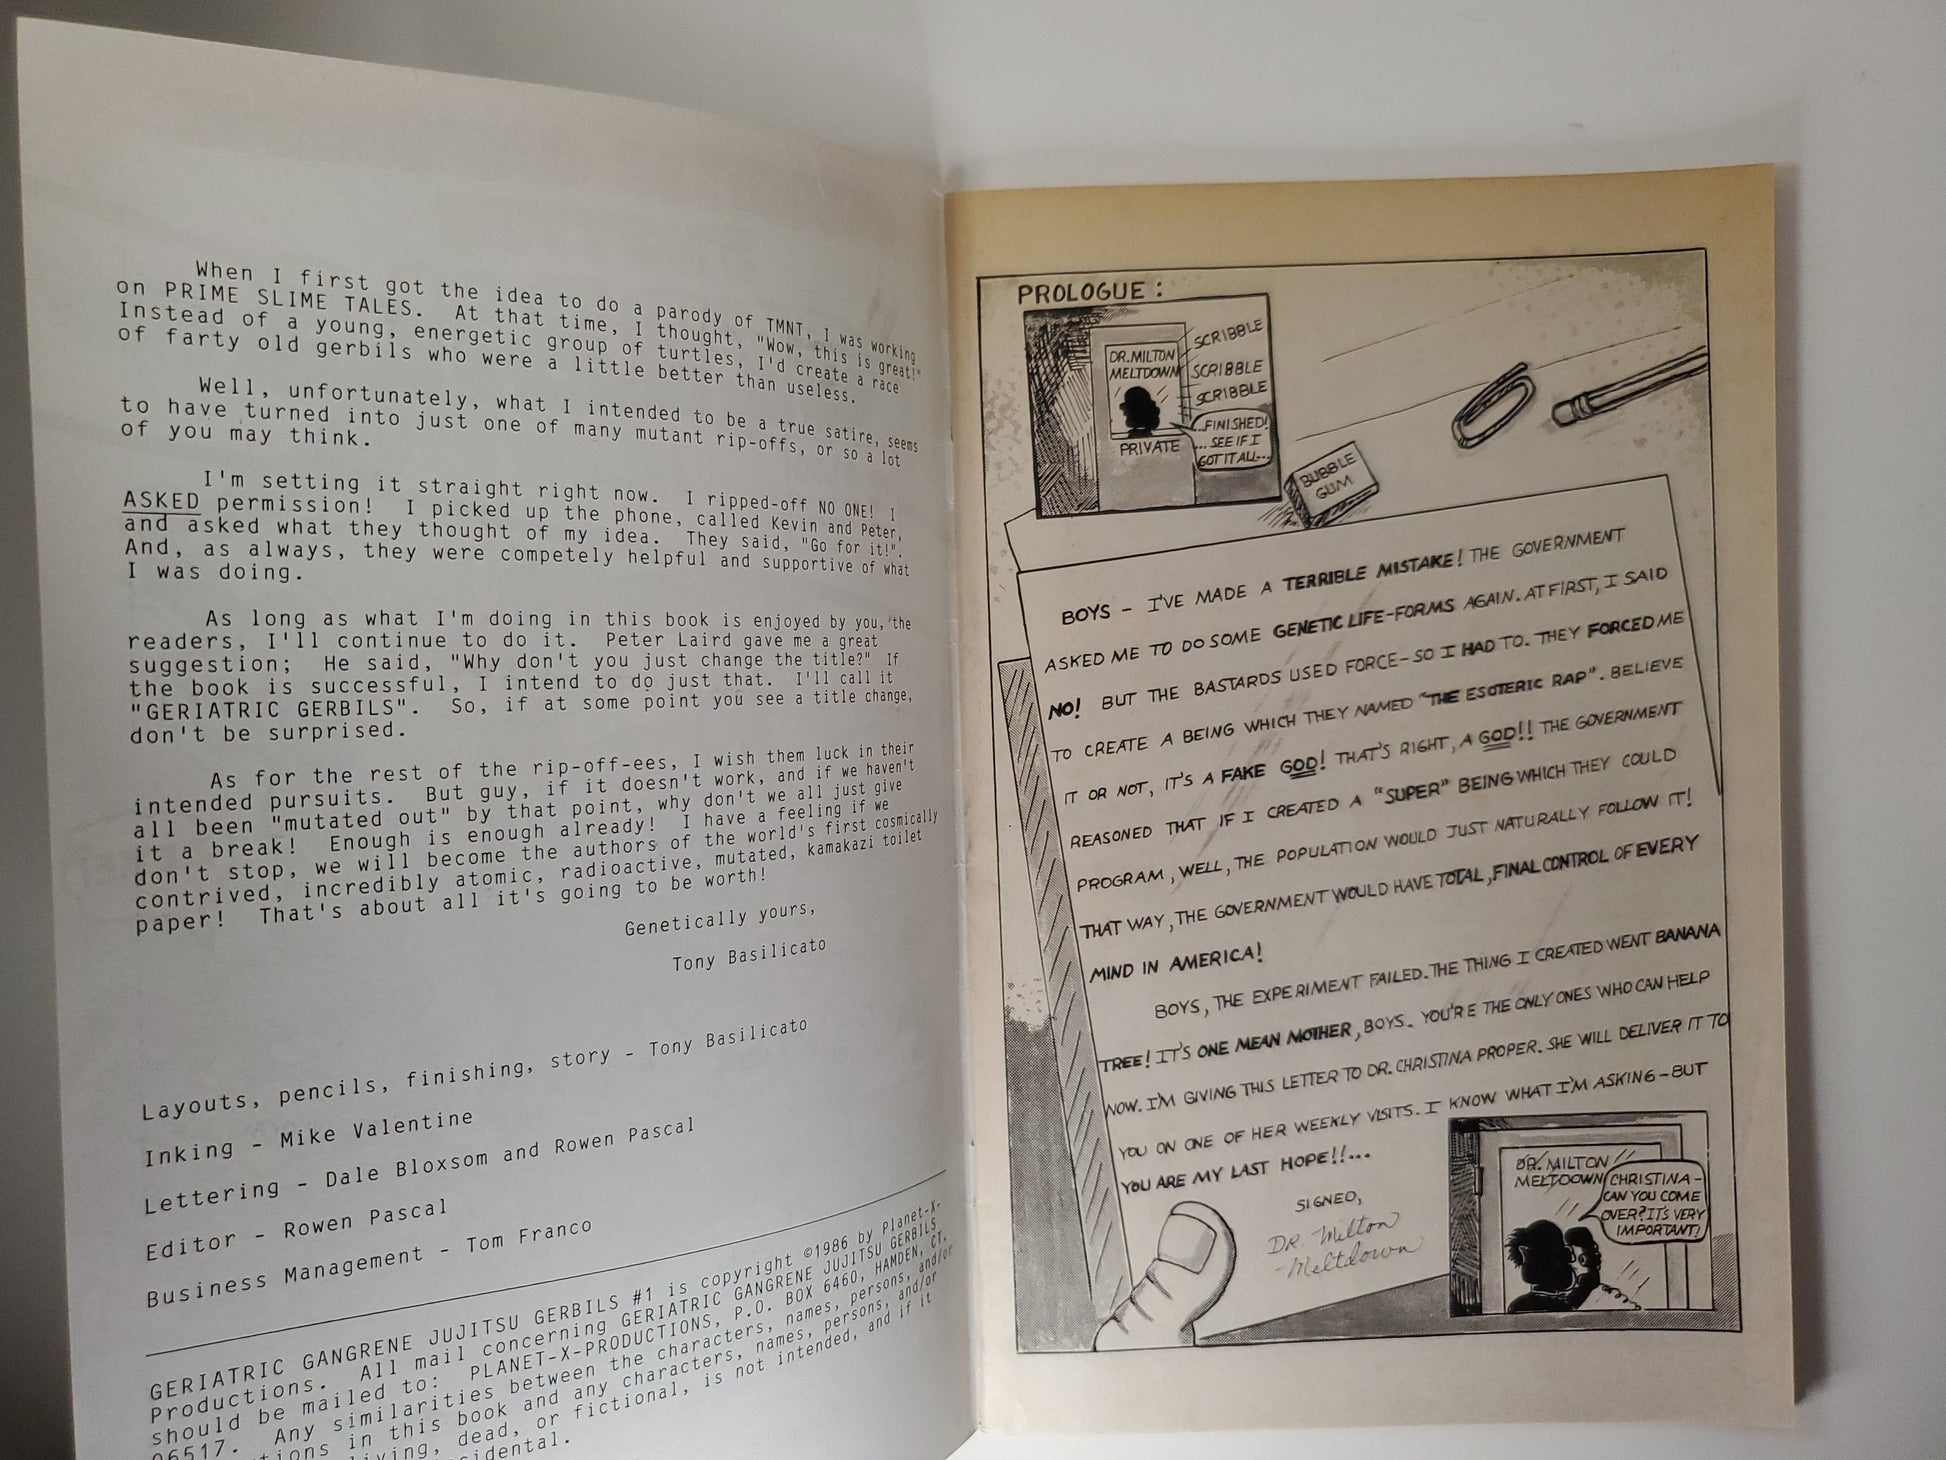 When I first got the idea to do a parody of TMNT, I was working
on PRIME SLIME TALES. At that time, I thought, "Wow, this is great!"
Instead of a young, energetic group of turtles, I'd create a race
of farty old gerbils who were a little better than useless.
Well, unfortunately, what I intended to be a true satire, seems
to have turned into just one of many mutant rip-offs, or so a lot
of you may think.
I'm setting it straight right now. I ripped-off NO ONE! I
ASKED permission! I picked up the phone, called Kevin and Peter,
and asked what they thought of my idea. They said, "Go for it!".
And, as always, they were competely helpful and supportive of what
I was doing.
As long as what I'm doing in this book is enjoyed by you, the
readers, I'll continue to do it. Peter Laird gave me a great
suggestion; He said, "Why don't you just change the title?" If
the book is successful, I intend to do just that. I'll call it
"GERIATRIC GERBILS". So, if at some point you see a title change,
don't be surprised.
As for the rest of the rip-off-ees, I wish them luck in their
intended pursuits. But guy, if it doesn't work, and if we haven't
all been "mutated out" by that point, why don't we all just give
it a break! Enough is enough already! I have a feeling if we
don't stop, we will become the authors of the world's first cosmically
contrived, incredibly atomic, radioactive, mutated, kamakazi toilet
paper! That's about all it's going to be worth!
Genetically yours,
Tony Basilicato
Layouts, pencils, finishing, story - Tony Basilicato
Inking - Mike Valentine
Lettering - Dale Bloxsom and Rowen Pascal
Editor - Rowen Pascal
Business Management - Tom Franco
GERIATRIC GANGRENE JUJITSU GERBILS #1 is copyright ©1986 by Planet-X-
Productions. All mail concerning GERIATRIC GANGRENE JUJITSU GERBILS
should be mailed to: PLANET-X-PRODUCTIONS, P.O. BOX 6460, HAMDEN, CT.
06517. Any similarities between the characters, names, persons, and/or
in this book and any characters, names, persons, and/or
living, dead, or fictional, is not intended, and if it
PROLOGUE:
DR. MILTON
MELTDOWN
PRIVATE
SCRIBBLE
SCRIBBLE
SCRIBBLE
...FINISHED!
...SEE IF I
GOT IT ALL...
BUBBLE
GUM
BOYS - I'VE MADE A TERRIBLE MISTAKE! THE GOVERNMENT
ASKED ME TO DO SOME GENETIC LIFE-FORMS AGAIN. AT FIRST, I SAID
NO! BUT THE BASTARDS USED FORCE-SO I HAD TO. THEY FORCED ME
TO CREATE A BEING WHICH THEY NAMED "THE ESOTERIC RAP". BELIEVE
IT OR NOT, IT'S A FAKE GOD! THAT'S RIGHT, A GOD!! THE GOVERNMENT
REASONED THAT IF I CREATED A "SUPER" BEING WHICH THEY COULD
PROGRAM, WELL, THE POPULATION WOULD JUST NATURALLY FOLLOW IT!
THAT WAY, THE GOVERNMENT WOULD HAVE TOTAL, FINAL CONTROL OF EVERY
MIND IN AMERICA!
BOYS, THE EXPERIMENT FAILED. THE THING I CREATED WENT BANANA
TREE! IT'S ONE MEAN MOTHER, BOYS. YOU'RE THE ONLY ONES WHO CAN HELP
NOW. I'M GIVING THIS LETTER TO DR. CHRISTINA PROPER. SHE WILL DELIVER IT TO
YOU ON ONE OF HER WEEKLY VISITS. I KNOW WHAT I'M ASKING-BUT
YOU ARE MY LAST HOPE!!...
SIGNED,
DR. Milton
Meltdown
DR. MILTON
MELTDOWN
CHRISTINA-
CAN YOU COME
OVER? IT'S VERY
IMPORTANT!